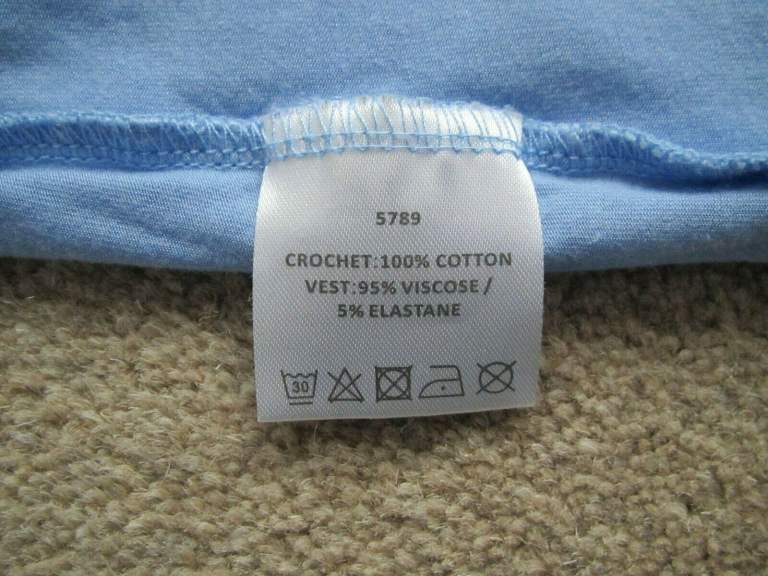 5789
CROCHET:100% COTTON
VEST:95% VISCOSE /
5% ELASTANE
30